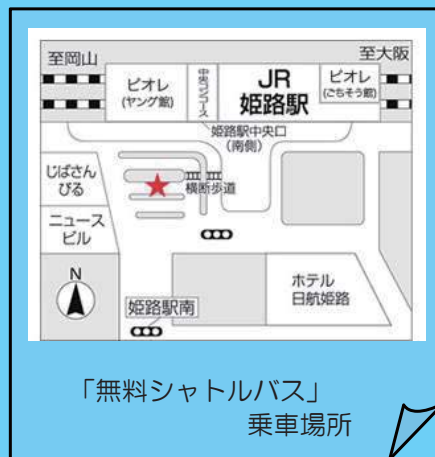 至岡山
至大阪
ピオレ
(ヤング館)
中央コンコース
JR
姫路駅
ピオレ
(ごちそう館)
姫路駅中央口
(南側)
じばさん
びる
横断歩道
ニュース
ビル
N
ホテル
日航姫路
姫路駅南
「無料シャトルバス」
乗車場所